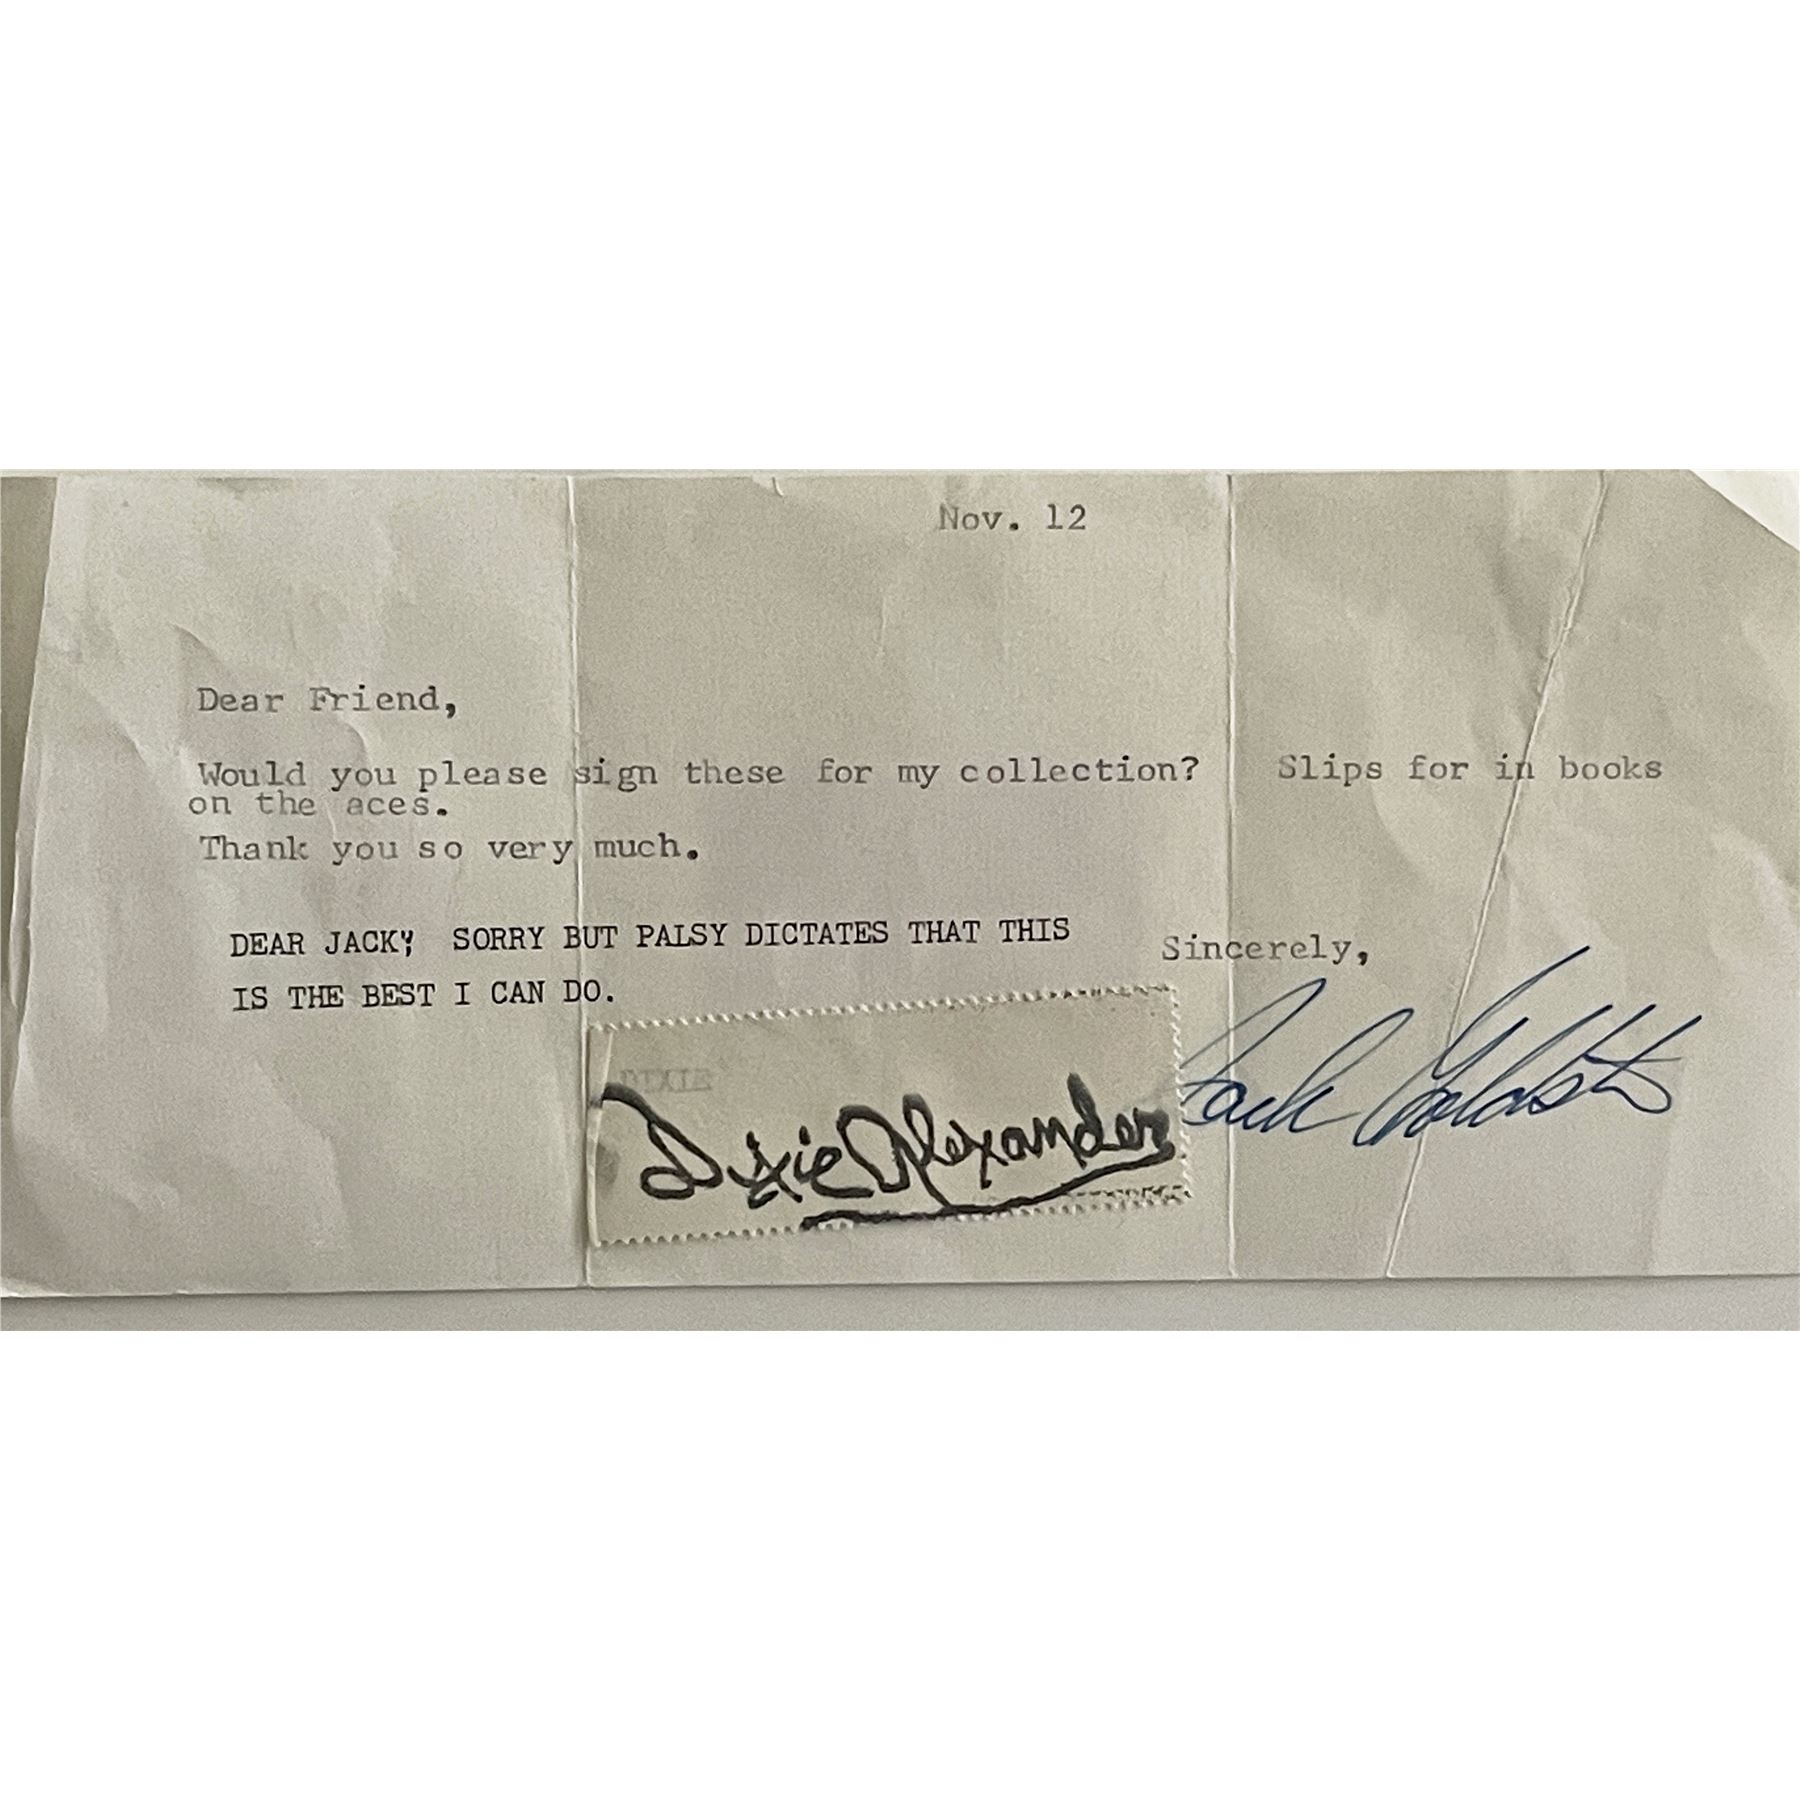 Nov. 12
Dear Friend,
Would you please sign these for my collection? Slips for in books
on the aces.
Thank you so very much.
DEAR JACK, SORRY BUT PALSY DICTATES THAT THIS
IS THE BEST I CAN DO.
Sincerely,
DIXIE
Dixie Alexander
Jack